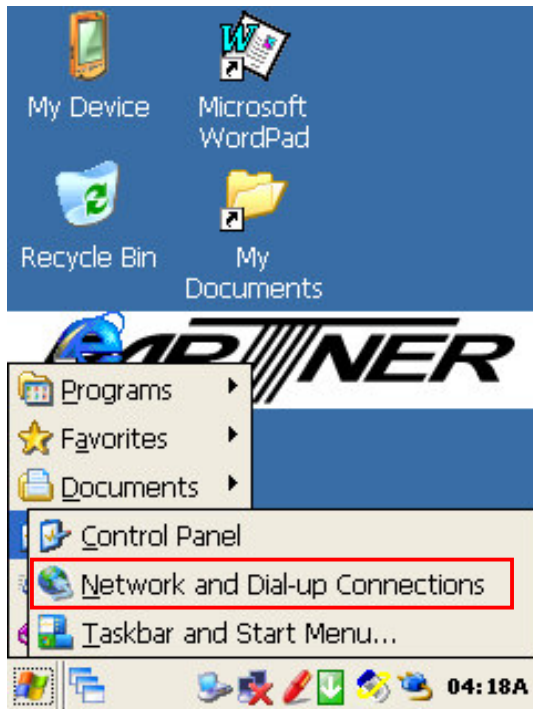 My Device
Microsoft
WordPad
Recycle Bin
My
Documents
NER
Programs
Favorites
Documents
Control Panel
Network and Dial-up Connections
Taskbar and Start Menu...
04:18A